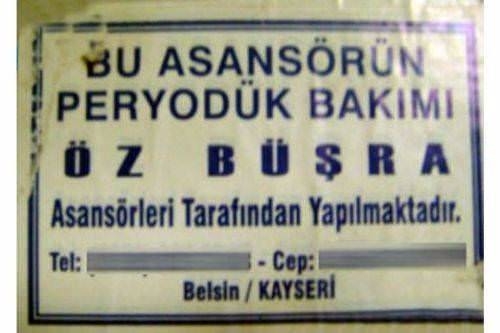 BU ASANSÖRÜN
PERYODÜK BAKIMI
ÖZ BÜŞRA
Asansörleri Tarafından Yapılmaktadır.
Tel: - Cep:
Belsin / KAYSERİ